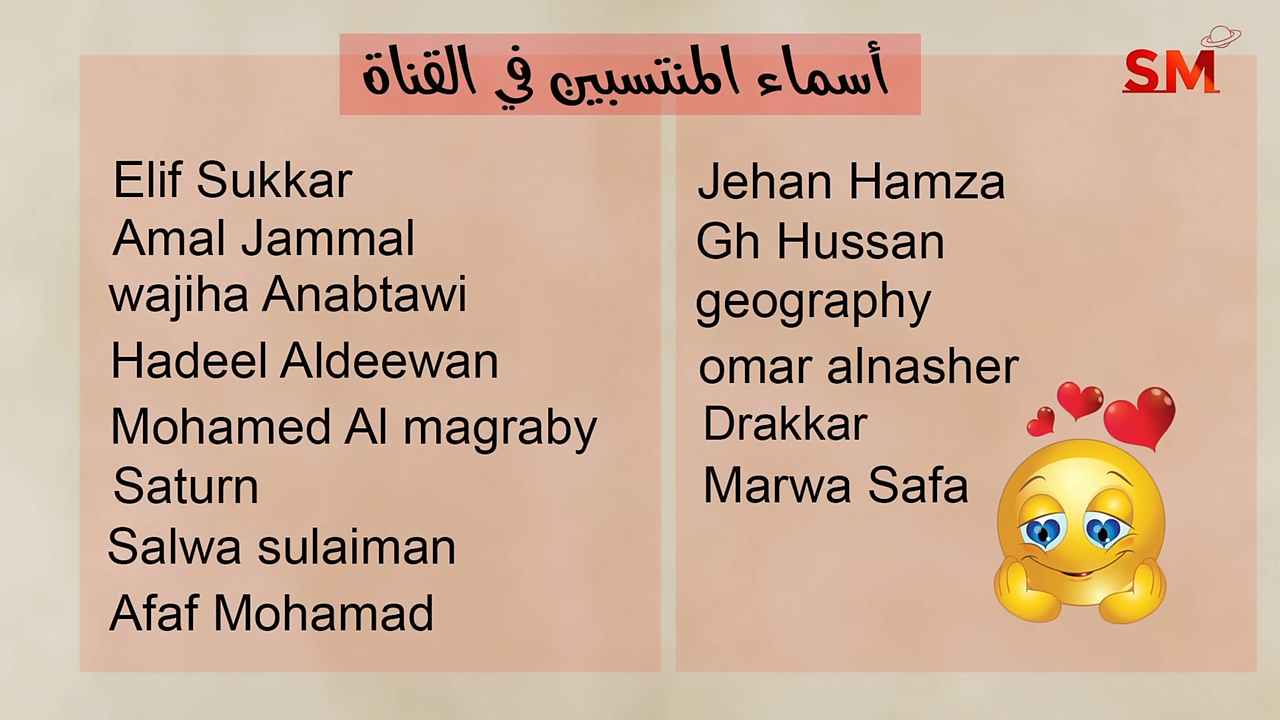 أسماء المنتسبين في القناة
SM
Elif Sukkar
Amal Jammal
wajiha Anabtawi
Hadeel Aldeewan
Mohamed Al magraby
Saturn
Salwa sulaiman
Afaf Mohamad
Jehan Hamza
Gh Hussan
geography
omar alnasher
Drakkar
Marwa Safa